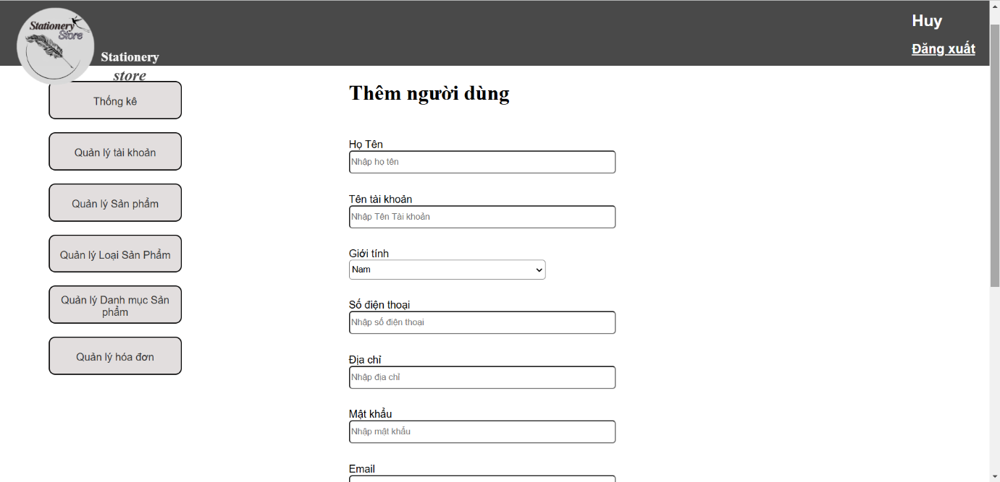 Stationery
Store
Stationery
store
Huy
Đăng xuất
Thống kê
Quản lý tài khoản
Quản lý Sản phẩm
Quản lý Loại Sản Phẩm
Quản lý Danh mục Sản
phẩm
Quản lý hóa đơn
Thêm người dùng
Họ Tên
Nhập họ tên
Tên tài khoản
Nhập Tên Tài khoản
Giới tính
Nam
Số điện thoại
Nhập số điện thoại
Địa chỉ
Nhập địa chỉ
Mật khẩu
Nhập mật khẩu
Email